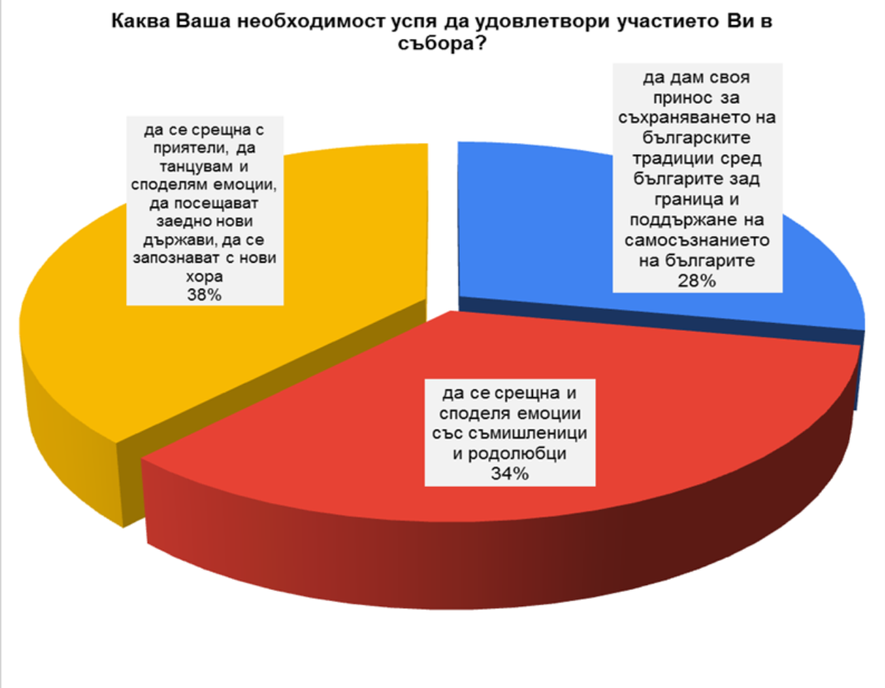 Каква Ваша необходимост успя да удовлетвори участието Ви в
събора?
да се срещна с
приятели, да
танцувам и
споделям емоции,
да посещават
заедно нови
държави, да се
запознават с нови
хора
38%
да дам своя
принос за
съхраняването на
българските
традиции сред
българите зад
граница и
поддържане на
самосъзнанието
на българите
28%
да се срещна и
споделя емоции
със съмишленици
и родолюбци
34%